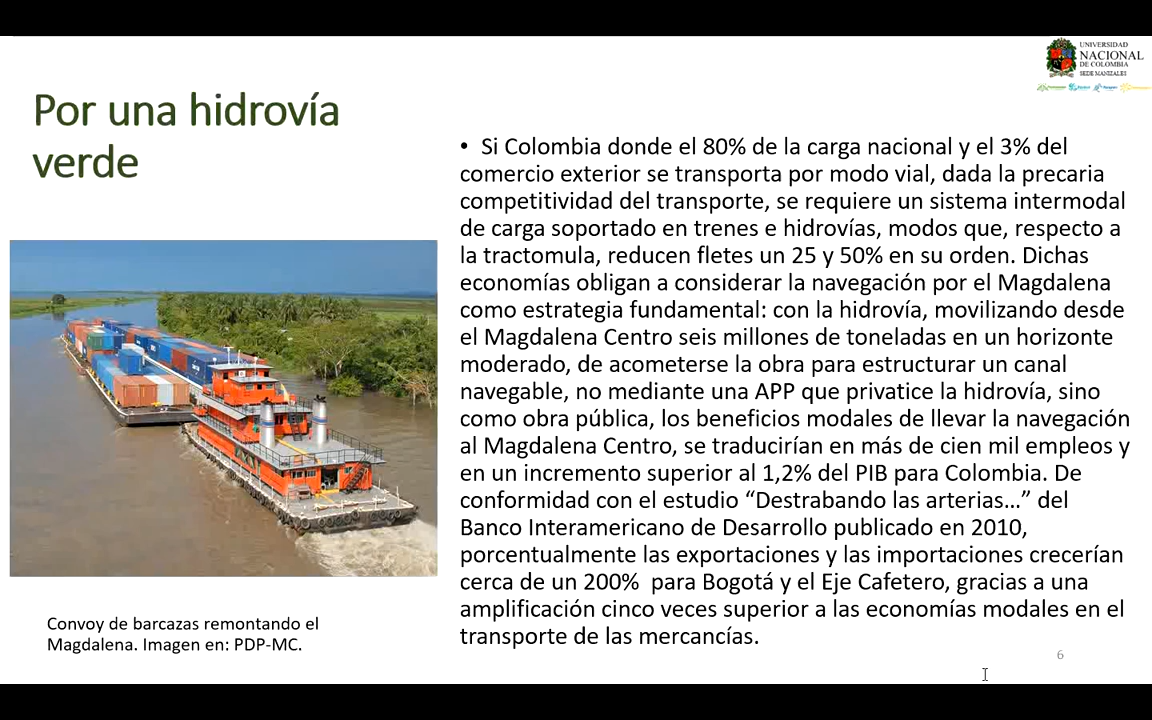 UNIVERSIDAD
NACIONAL
DE COLOMBIA
SEDE MANIZALES
Por una hidrovía
verde
• Si Colombia donde el 80% de la carga nacional y el 3% del
comercio exterior se transporta por modo vial, dada la precaria
competitividad del transporte, se requiere un sistema intermodal
de carga soportado en trenes e hidrovías, modos que, respecto a
la tractomula, reducen fletes un 25 y 50% en su orden. Dichas
economías obligan a considerar la navegación por el Magdalena
como estrategia fundamental: con la hidrovía, movilizando desde
el Magdalena Centro seis millones de toneladas en un horizonte
moderado, de acometerse la obra para estructurar un canal
navegable, no mediante una APP que privatice la hidrovía, sino
como obra pública, los beneficios modales de llevar la navegación
al Magdalena Centro, se traducirían en más de cien mil empleos y
en un incremento superior al 1,2% del PIB para Colombia. De
conformidad con el estudio “Destrabando las arterias…” del
Banco Interamericano de Desarrollo publicado en 2010,
porcentualmente las exportaciones y las importaciones crecerían
cerca de un 200% para Bogotá y el Eje Cafetero, gracias a una
amplificación cinco veces superior a las economías modales en el
transporte de las mercancías.
Convoy de barcazas remontando el
Magdalena. Imagen en: PDP-MC.
6